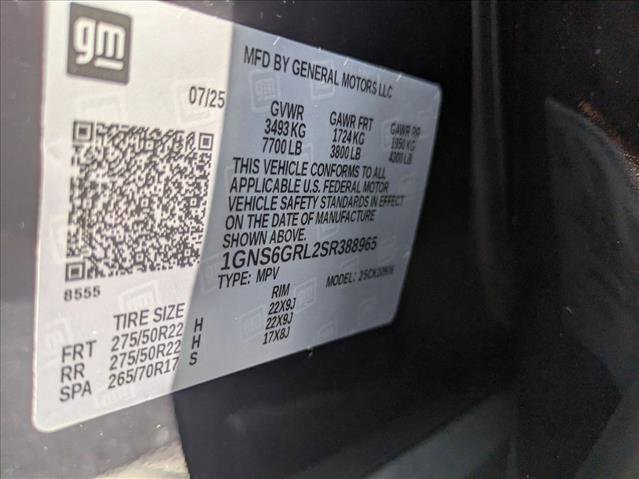 gm
MFD BY GENERAL MOTORS LLC
07/25
GVWR GAWR FRT GAWR RR
3493 KG 1724 KG 1950 KG
7700 LB 3800 LB 4300 LB
THIS VEHICLE CONFORMS TO ALL
APPLICABLE U.S. FEDERAL MOTOR
VEHICLE SAFETY STANDARDS IN EFFECT
ON THE DATE OF MANUFACTURE
SHOWN ABOVE.
1GNS6GRL2SR388965
TYPE: MPV MODEL:
8555
TIRE SIZE RIM
FRT 275/50R22 H 22X9J
RR 275/50R22 H 22X9J
SPA 265/70R17 S 17X8J